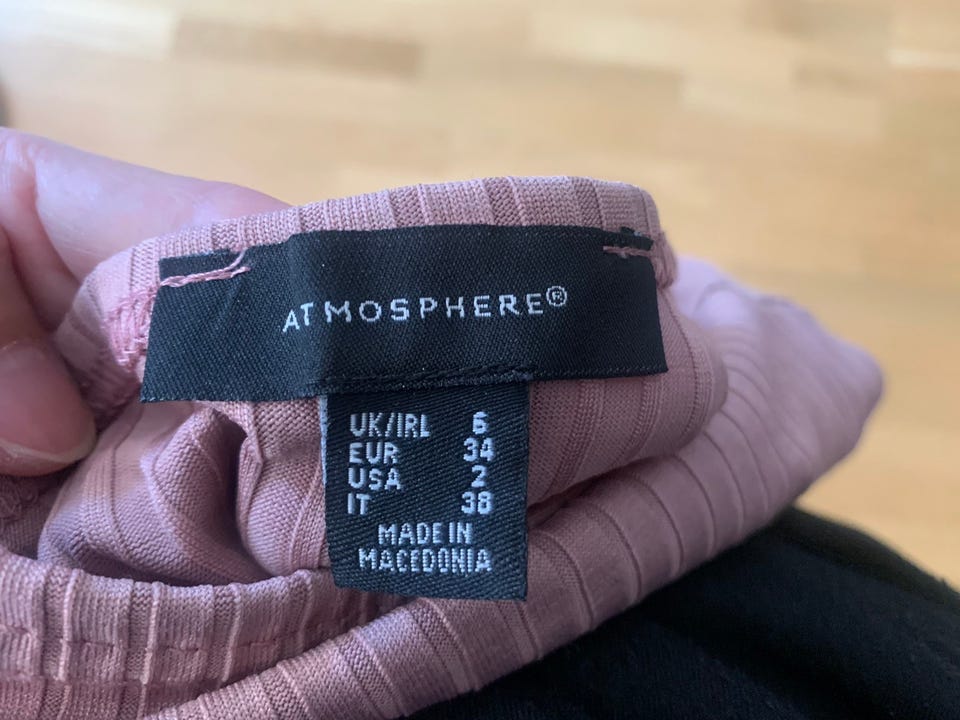 ATMOSPHERE®
UK/IRL 6
EUR 34
USA 2
IT 38
MADE IN
MACEDONIA